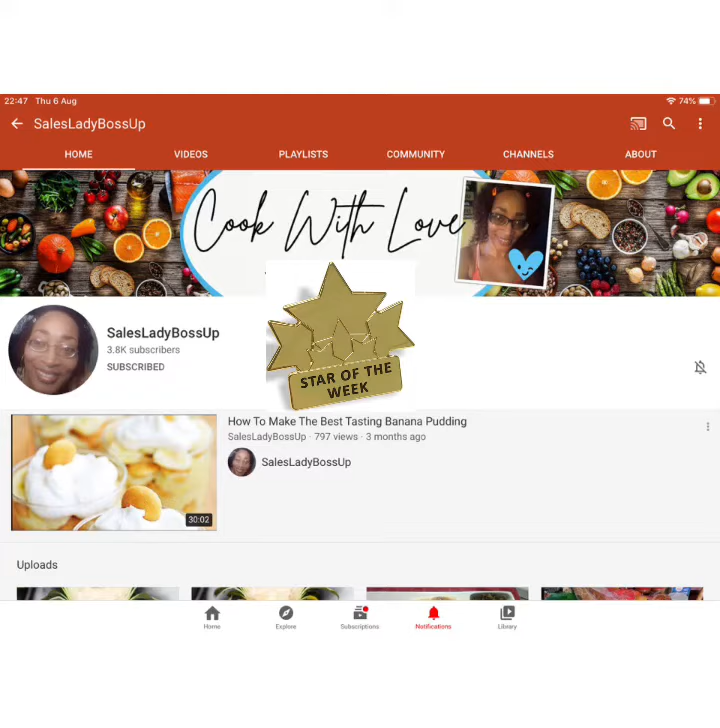 22:47 Thu 6 Aug 74%
SalesLadyBossUp
HOME VIDEOS PLAYLISTS COMMUNITY CHANNELS ABOUT
Cook With Love
SalesLadyBossUp
3.8K subscribers
SUBSCRIBED
STAR OF THE
WEEK
How To Make The Best Tasting Banana Pudding
SalesLadyBossUp · 797 views · 3 months ago
SalesLadyBossUp
30:02
Uploads
Home Explore Subscriptions Notifications Library